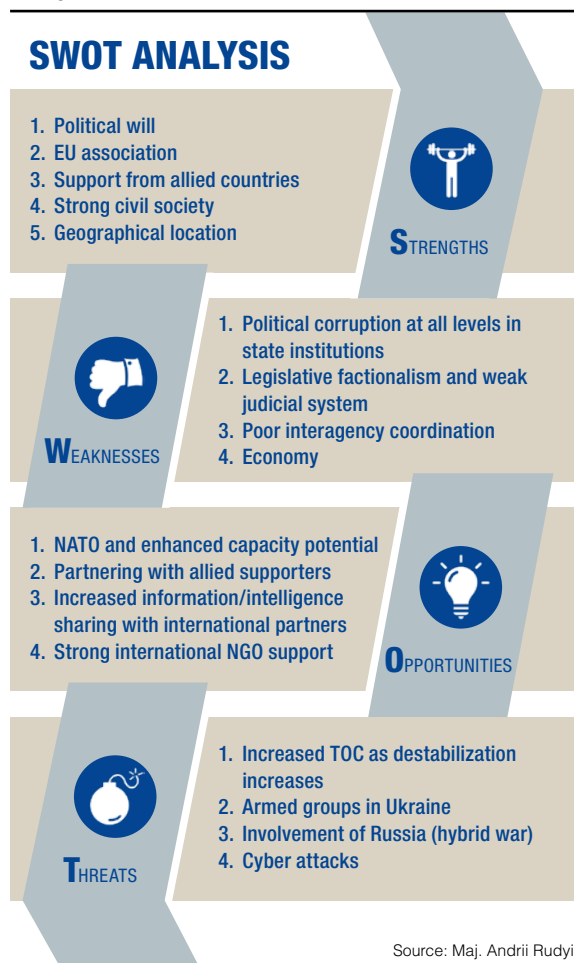 SWOT ANALYSIS
1. Political will
2. EU association
3. Support from allied countries
4. Strong civil society
5. Geographical location
STRENGTHS
1. Political corruption at all levels in
state institutions
2. Legislative factionalism and weak
judicial system
3. Poor interagency coordination
4. Economy
WEAKNESSES
1. NATO and enhanced capacity potential
2. Partnering with allied supporters
3. Increased information/intelligence
sharing with international partners
4. Strong international NGO support
OPPORTUNITIES
1. Increased TOC as destabilization
increases
2. Armed groups in Ukraine
3. Involvement of Russia (hybrid war)
4. Cyber attacks
THREATS
Source: Maj. Andrii Rudyi